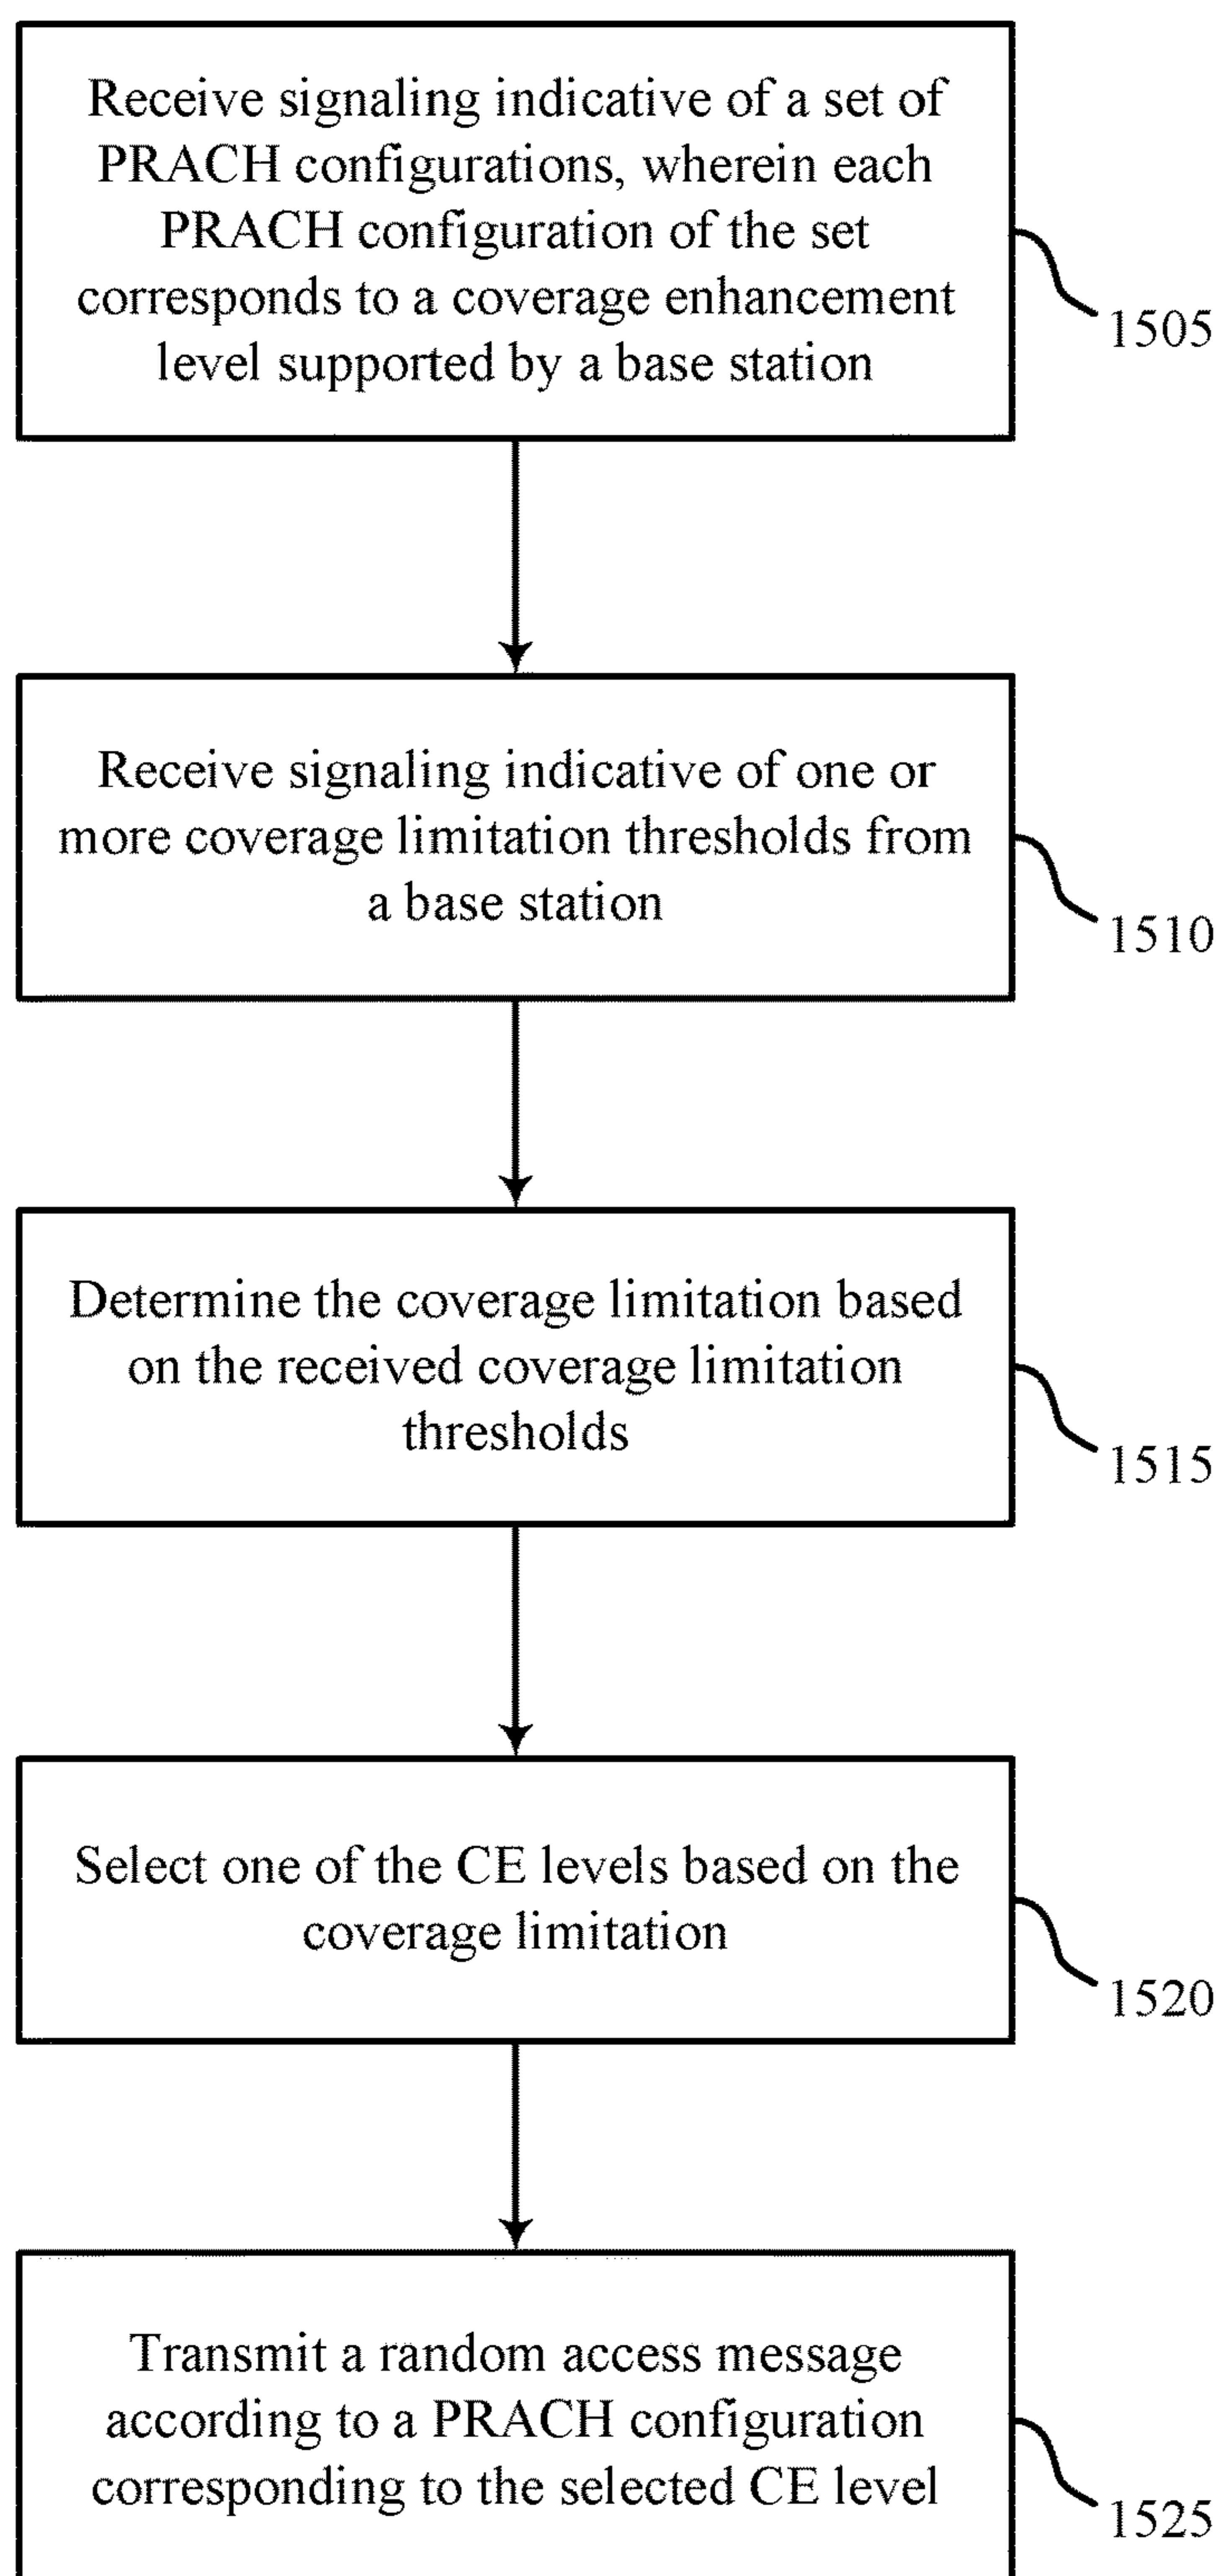 Receive signaling indicative of a set of
PRACH configurations, wherein each
PRACH configuration of the set
corresponds to a coverage enhancement
level supported by a base station
1505
Receive signaling indicative of one or
more coverage limitation thresholds from
a base station
1510
Determine the coverage limitation based
on the received coverage limitation
thresholds
1515
Select one of the CE levels based on the
coverage limitation
1520
Transmit a random access message
according to a PRACH configuration
corresponding to the selected CE level
1525